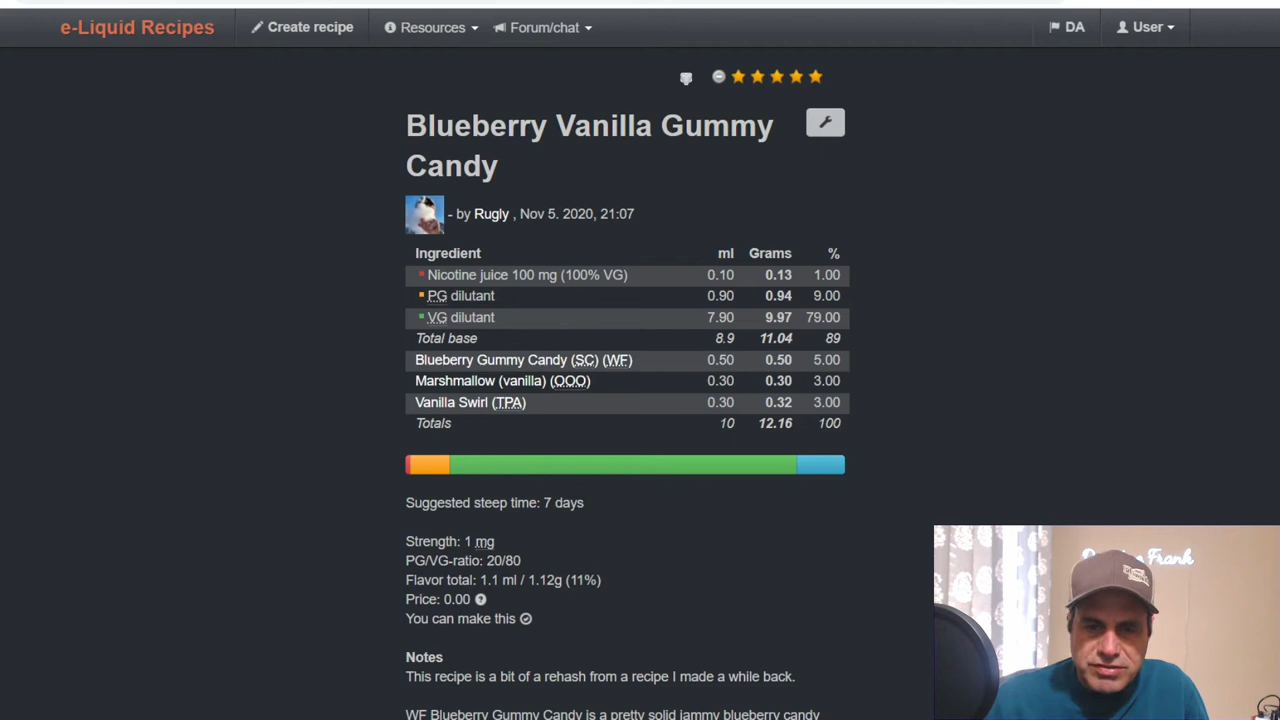 e-Liquid Recipes Create recipe Resources Forum/chat DA User
Blueberry Vanilla Gummy
Candy
- by Rugly , Nov 5. 2020, 21:07
Ingredient ml Grams %
Nicotine juice 100 mg (100% VG) 0.10 0.13 1.00
PG dilutant 0.90 0.94 9.00
VG dilutant 7.90 9.97 79.00
Total base 8.9 11.04 89
Blueberry Gummy Candy (SC) (WF) 0.50 0.50 5.00
Marshmallow (vanilla) (OOO) 0.30 0.30 3.00
Vanilla Swirl (TPA) 0.30 0.32 3.00
Totals 10 12.16 100
Suggested steep time: 7 days
Strength: 1 mg
PG/VG-ratio: 20/80
Flavor total: 1.1 ml / 1.12g (11%)
Price: 0.00
You can make this
Notes
This recipe is a bit of a rehash from a recipe I made a while back.
WF Blueberry Gummy Candy is a pretty solid jammy blueberry candy
Frank